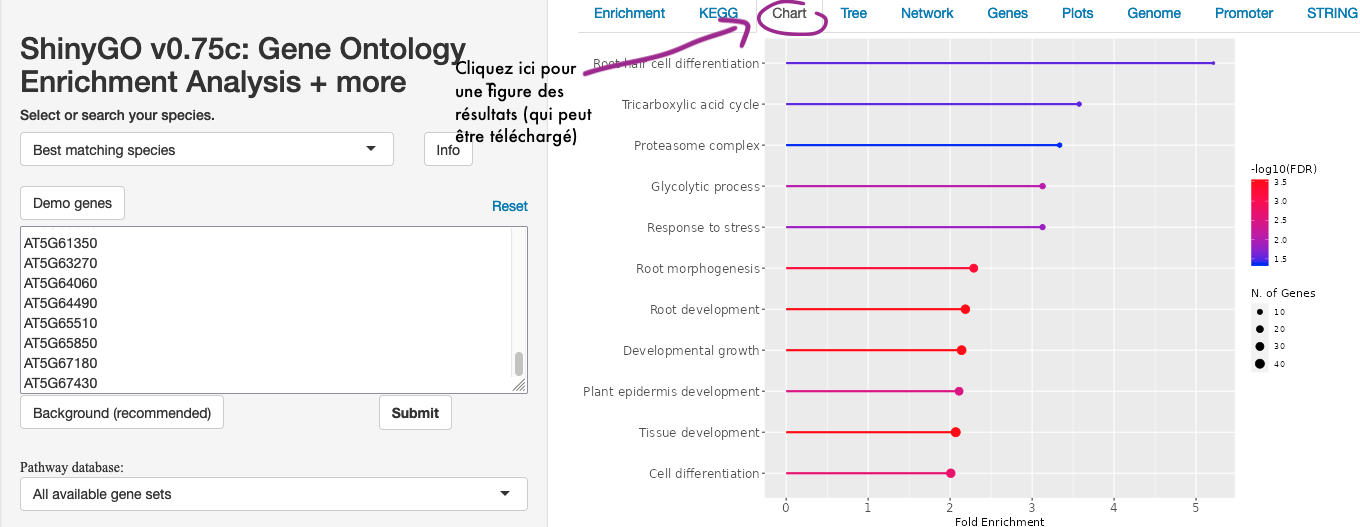 Enrichment KEGG Chart Tree Network Genes Plots Genome Promoter STRING
ShinyGO v0.75c: Gene Ontology
Enrichment Analysis + more
Select or search your species.
Best matching species
Info
Demo genes
Reset
AT5G61350
AT5G63270
AT5G64060
AT5G64490
AT5G65510
AT5G65850
AT5G67180
AT5G67430
Background (recommended)
Submit
Pathway database:
All available gene sets
Cliquez ici pour
une figure des
résultats (qui peut
être téléchargé)
Root hair cell differentiation
Tricarboxylic acid cycle
Proteasome complex
Glycolytic process
Response to stress
Root morphogenesis
Root development
Developmental growth
Plant epidermis development
Tissue development
Cell differentiation
0 1 2 3 4 5
Fold Enrichment
-log10(FDR)
3.5
3.0
2.5
2.0
1.5
N. of Genes
10
20
30
40